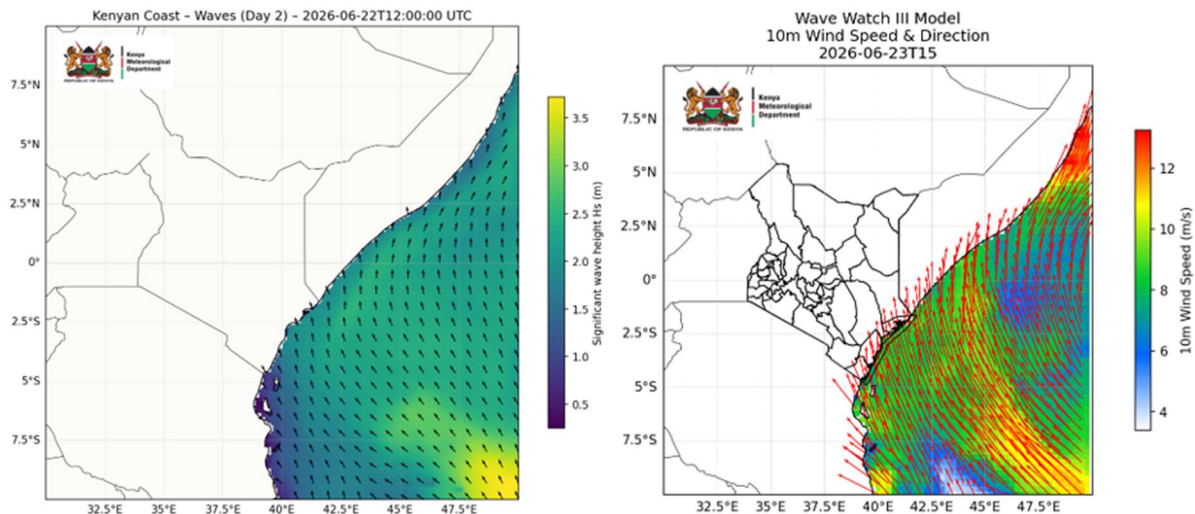 Kenyan Coast – Waves (Day 2) – 2026-06-22T12:00:00 UTC
Kenya
Meteorological
Department
REPUBLIC OF KENYA
7.5°N
5°N
2.5°N
0°
2.5°S
5°S
7.5°S
32.5°E
35°E
37.5°E
40°E
42.5°E
45°E
47.5°E
3.5
3.0
2.5
2.0
1.5
1.0
0.5
Significant wave height Hs (m)
Wave Watch III Model
10m Wind Speed & Direction
2026-06-23T15
Kenya
Meteorological
Department
REPUBLIC OF KENYA
7.5°N
5°N
2.5°N
0°
2.5°S
5°S
7.5°S
32.5°E
35°E
37.5°E
40°E
42.5°E
45°E
47.5°E
12
10
8
6
4
10m Wind Speed (m/s)